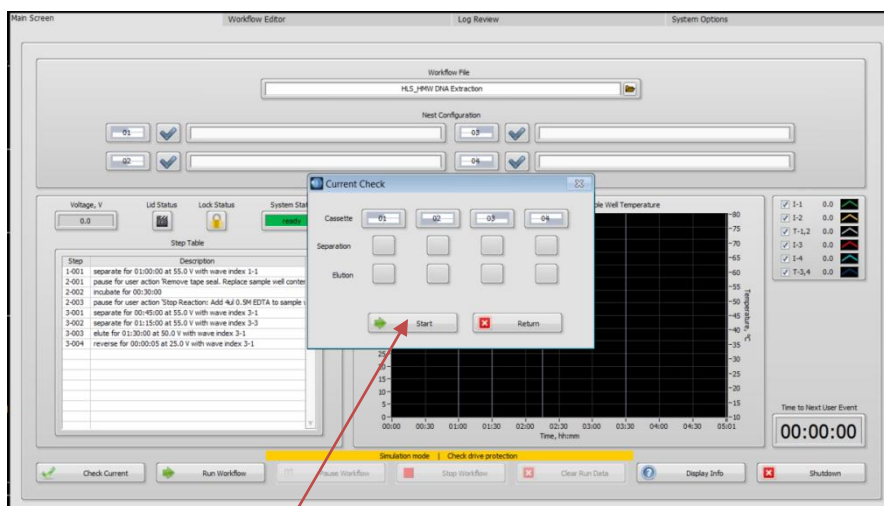 Main Screen
Workflow Editor
Log Review
System Options
Workflow File
HLS_HMW DNA Extraction
Nest Configuration
01
03
02
04
Voltage, V
Lid Status
Lock Status
System Stat
0.0
ready
Step Table
Step Description
1-001 separate for 01:00:00 at 55.0 V with wave index 1-1
2-001 pause for user action 'Remove tape seal. Replace sample well conter
2-002 incubate for 00:30:00
2-003 pause for user action 'Stop Reaction: Add 4ul 0.5M EDTA to sample
3-001 separate for 00:45:00 at 55.0 V with wave index 3-1
3-002 separate for 01:15:00 at 55.0 V with wave index 3-3
3-003 elute for 01:30:00 at 50.0 V with wave index 3-1
3-004 reverse for 00:00:05 at 25.0 V with wave index 3-1
Current Check
Cassette 01 02 03 04
Separation
Elution
Start
Return
ple Well Temperature
80
75
70
65
60
55
50
45
40
35
30
25
20
15
10
Temperature, °C
25
20
15
10
5
0
00:00 00:30 01:00 01:30 02:00 02:30 03:00 03:30 04:00 04:30 05:01
Time, hh:mm
I-1 0.0
I-2 0.0
T-1,2 0.0
I-3 0.0
I-4 0.0
T-3,4 0.0
Time to Next User Event
00:00:00
Simulation mode | Check drive protection
Check Current
Run Workflow
Pause Workflow
Stop Workflow
Clear Run Data
Display Info
Shutdown